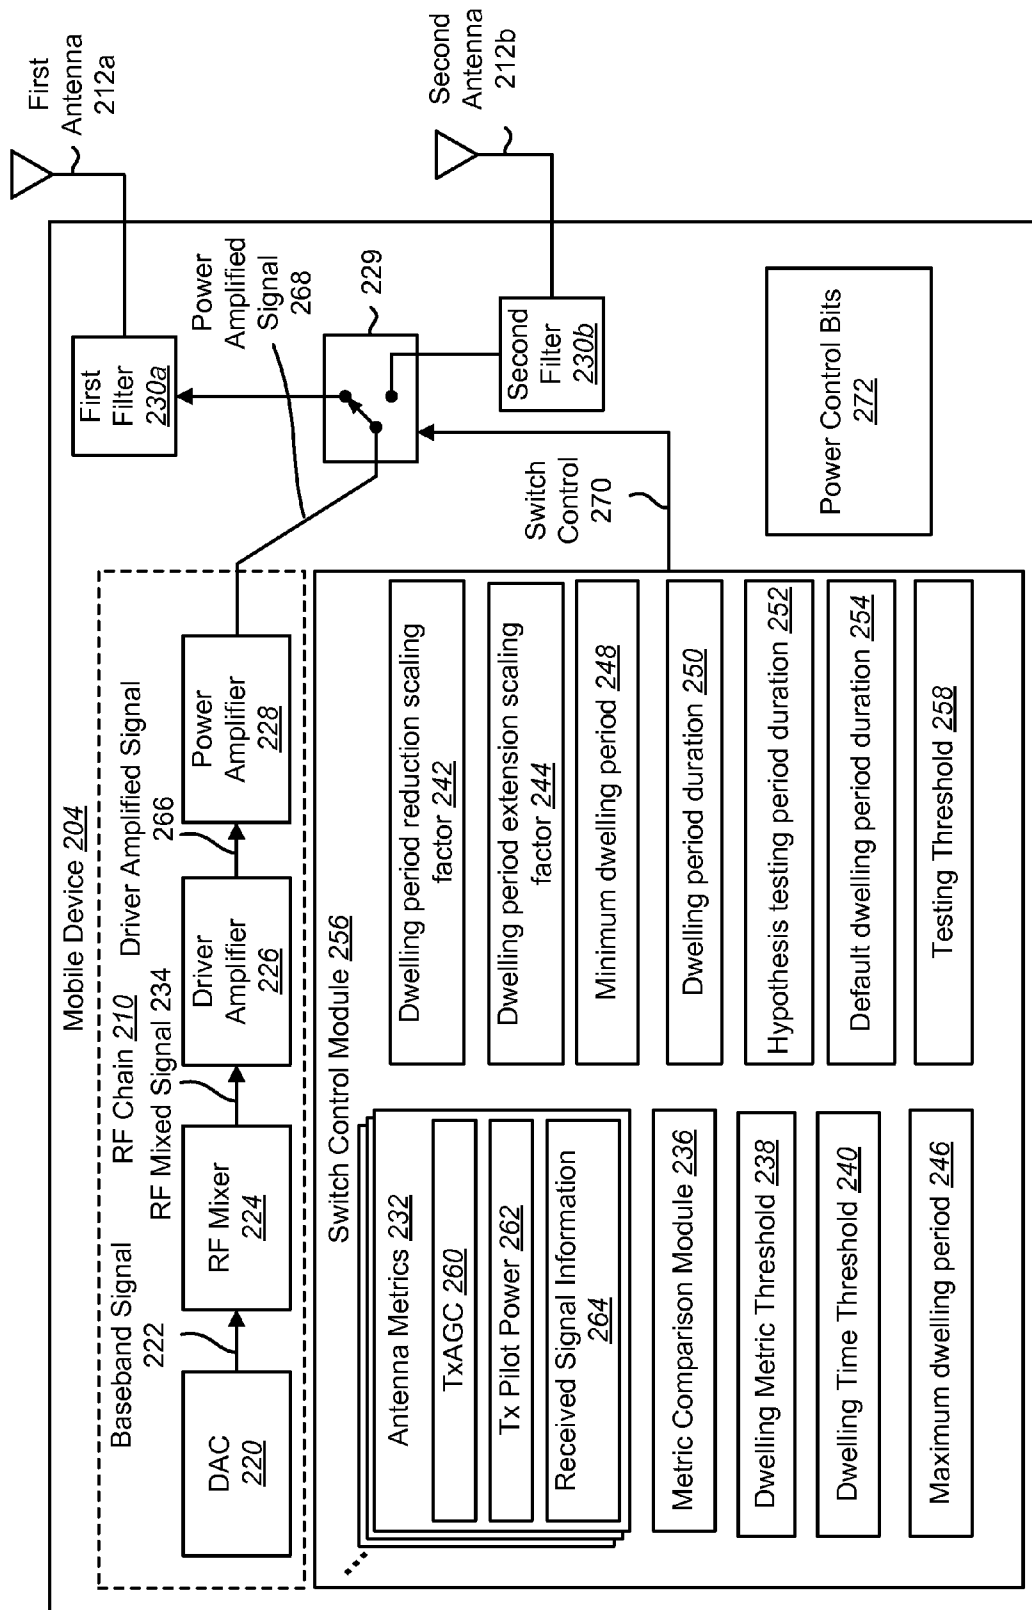 Mobile Device 204
RF Chain 210
Baseband Signal
222
RF Mixed Signal 234
Driver Amplified Signal
266
DAC
220
RF Mixer
224
Driver
Amplifier
226
Power
Amplifier
228
Power
Amplified
Signal
268
First
Filter
230a
First
Antenna
212a
229
Second
Filter
230b
Second
Antenna
212b
Switch
Control
270
Power Control Bits
272
Switch Control Module 256
Antenna Metrics 232
TxAGC 260
Tx Pilot Power 262
Received Signal Information
264
Metric Comparison Module 236
Dwelling Metric Threshold 238
Dwelling Time Threshold 240
Maximum dwelling period 246
Dwelling period reduction scaling
factor 242
Dwelling period extension scaling
factor 244
Minimum dwelling period 248
Dwelling period duration 250
Hypothesis testing period duration 252
Default dwelling period duration 254
Testing Threshold 258